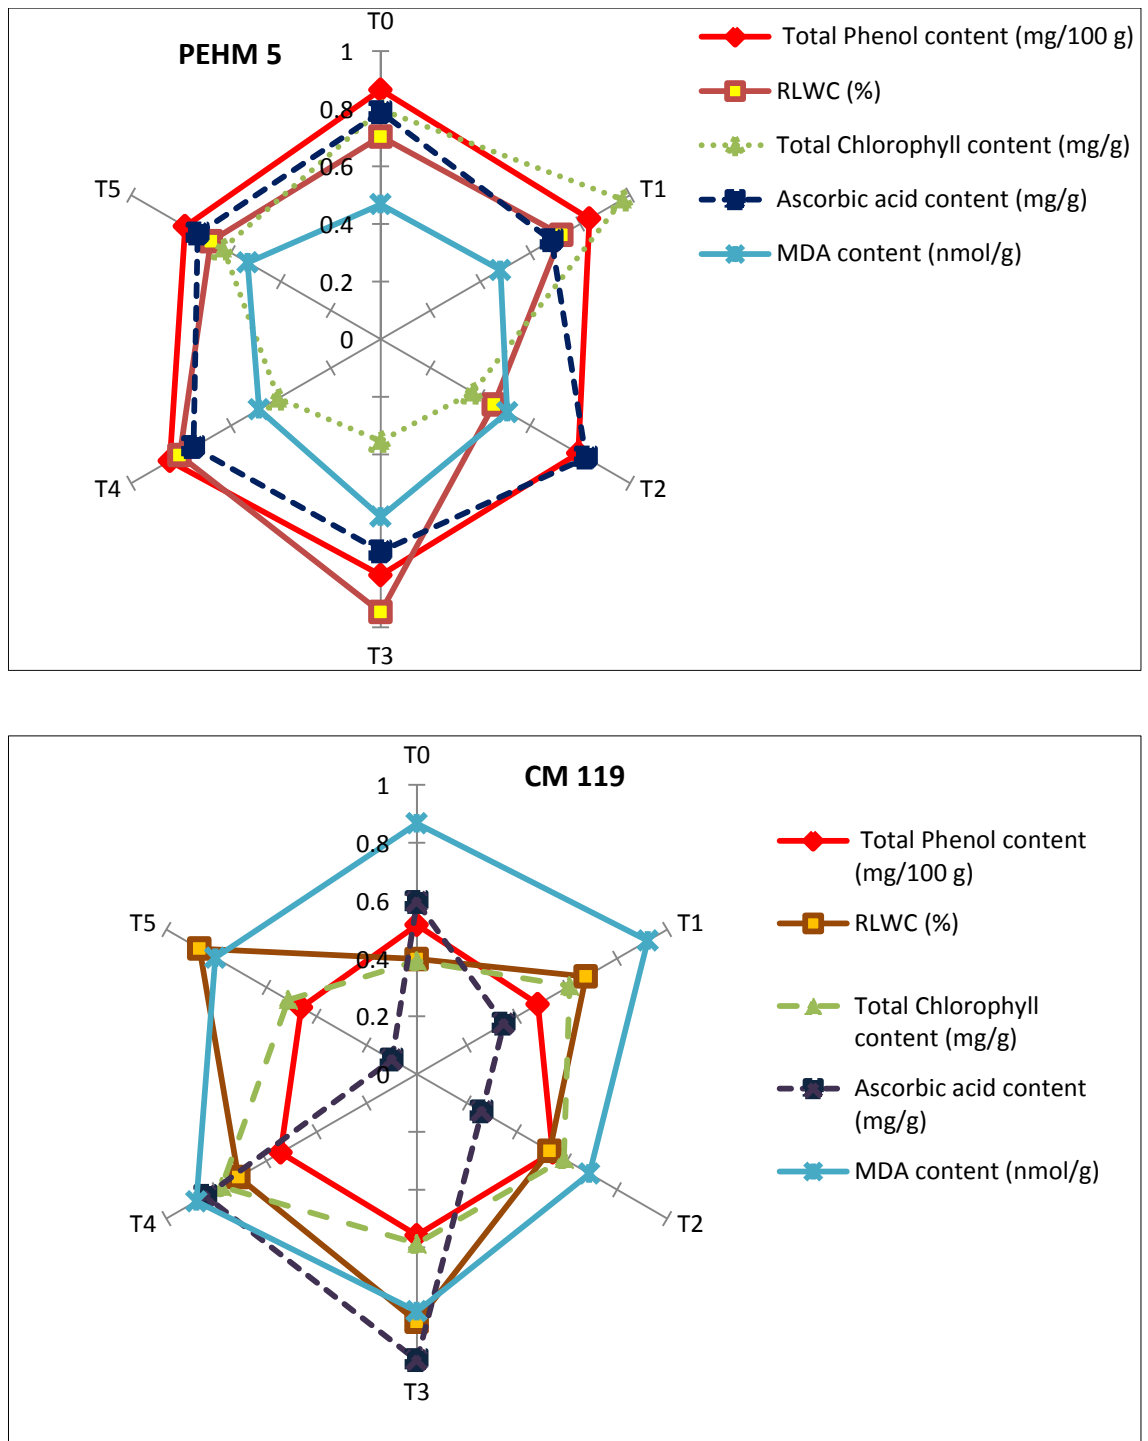 T0
PEHM 5
1
0.8
0.6
0.4
0.2
0
T1
T2
T3
T4
T5
Total Phenol content (mg/100 g)
RLWC (%)
Total Chlorophyll content (mg/g)
Ascorbic acid content (mg/g)
MDA content (nmol/g)
T0
CM 119
1
0.8
0.6
0.4
0.2
0
T1
T2
T3
T4
T5
Total Phenol content
(mg/100 g)
RLWC (%)
Total Chlorophyll
content (mg/g)
Ascorbic acid content
(mg/g)
MDA content (nmol/g)